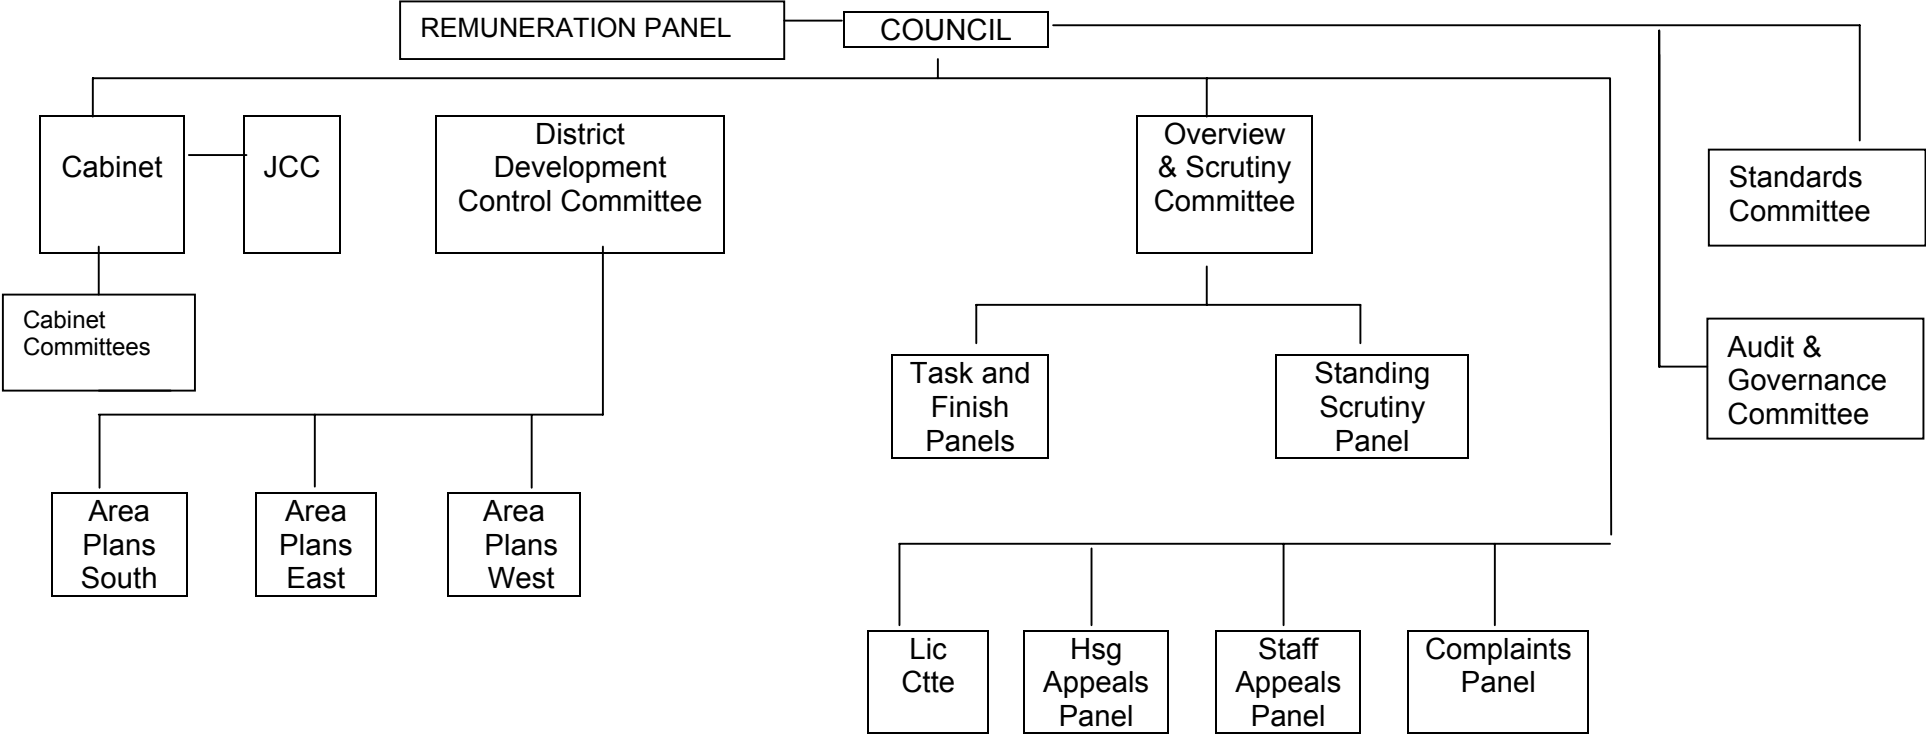 REMUNERATION PANEL
COUNCIL
Cabinet
JCC
District
Development
Control Committee
Overview
& Scrutiny
Committee
Standards
Committee
Cabinet
Committees
Audit &
Governance
Committee
Task and
Finish
Panels
Standing
Scrutiny
Panel
Area
Plans
South
Area
Plans
East
Area
Plans
West
Lic
Ctte
Hsg
Appeals
Panel
Staff
Appeals
Panel
Complaints
Panel